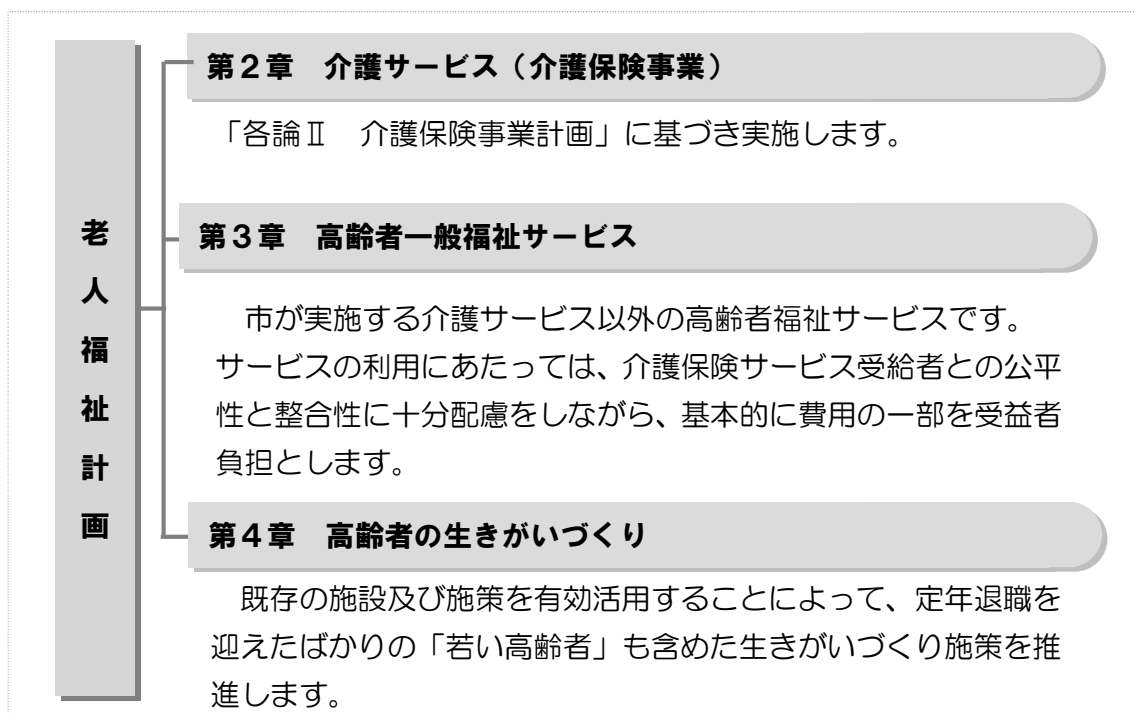 老人福祉計画
第２章　介護サービス（介護保険事業）
「各論Ⅱ　介護保険事業計画」に基づき実施します。
第３章　高齢者一般福祉サービス
市が実施する介護サービス以外の高齢者福祉サービスです。
サービスの利用にあたっては、介護保険サービス受給者との公平
性と整合性に十分配慮をしながら、基本的に費用の一部を受益者
負担とします。
第４章　高齢者の生きがいづくり
既存の施設及び施策を有効活用することによって、定年退職を
迎えたばかりの「若い高齢者」も含めた生きがいづくり施策を推
進します。